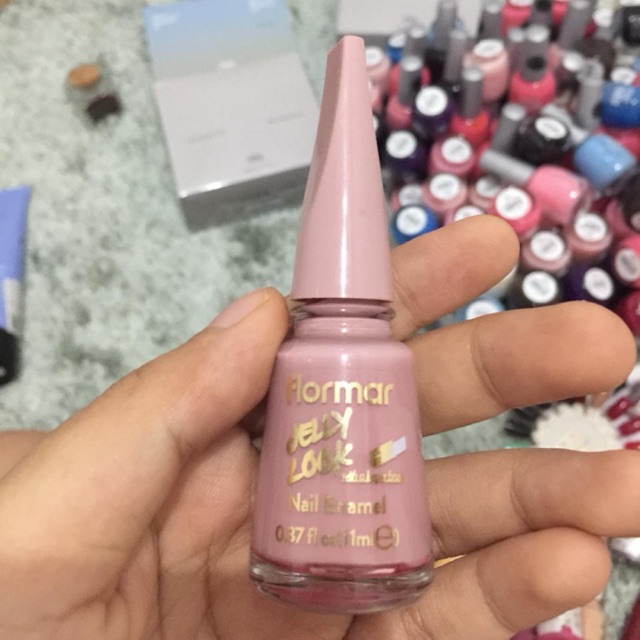 flormar
JELLY
LOOK
Nail Enamel
0.37 fl oz(11ml℮)